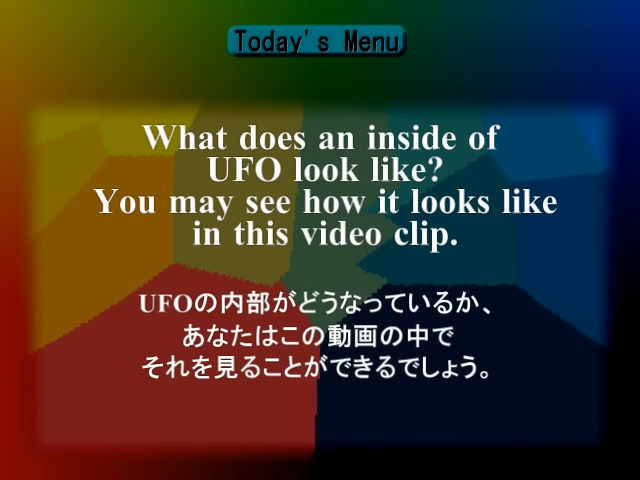 Today's Menu
What does an inside of
UFO look like?
You may see how it looks like
in this video clip.
UFOの内部がどうなっているか、
あなたはこの動画の中で
それを見ることができるでしょう。